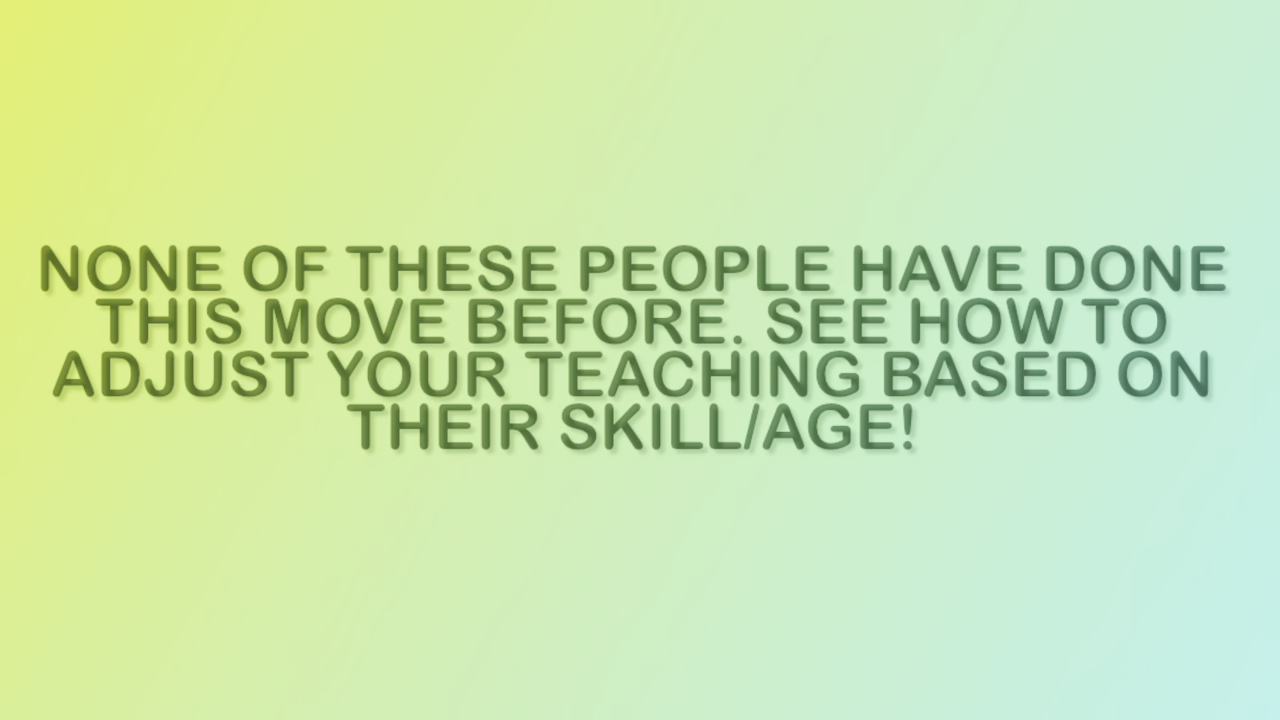 NONE OF THESE PEOPLE HAVE DONE
THIS MOVE BEFORE. SEE HOW TO
ADJUST YOUR TEACHING BASED ON
THEIR SKILL/AGE!